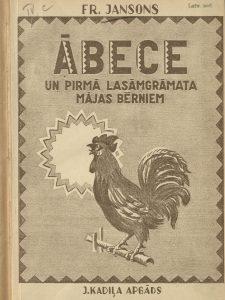 FR. JANSONS
ĀBECE
UN PIRMĀ LASĀMGRĀMATA
MĀJAS BĒRNIEM
J. KADIĻA APGĀDS